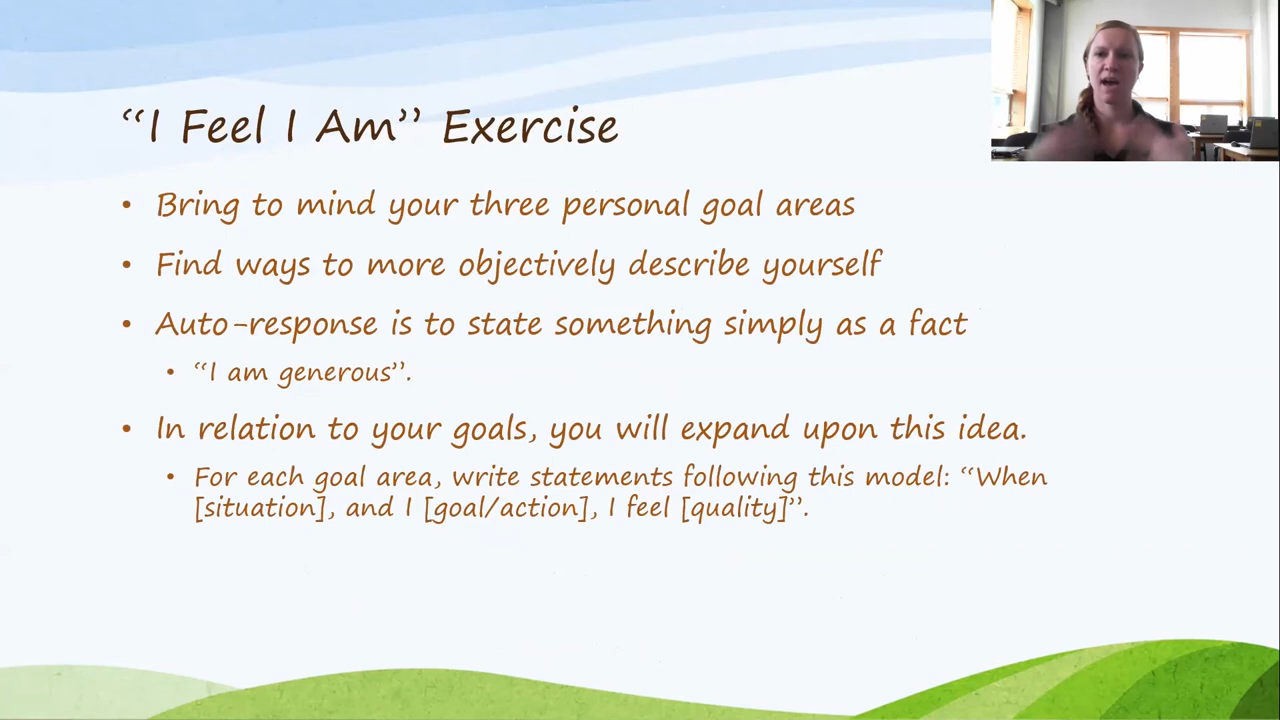 “I Feel I Am” Exercise
• Bring to mind your three personal goal areas
• Find ways to more objectively describe yourself
• Auto-response is to state something simply as a fact
• “I am generous”.
• In relation to your goals, you will expand upon this idea.
• For each goal area, write statements following this model: “When
[situation], and I [goal/action], I feel [quality]”.